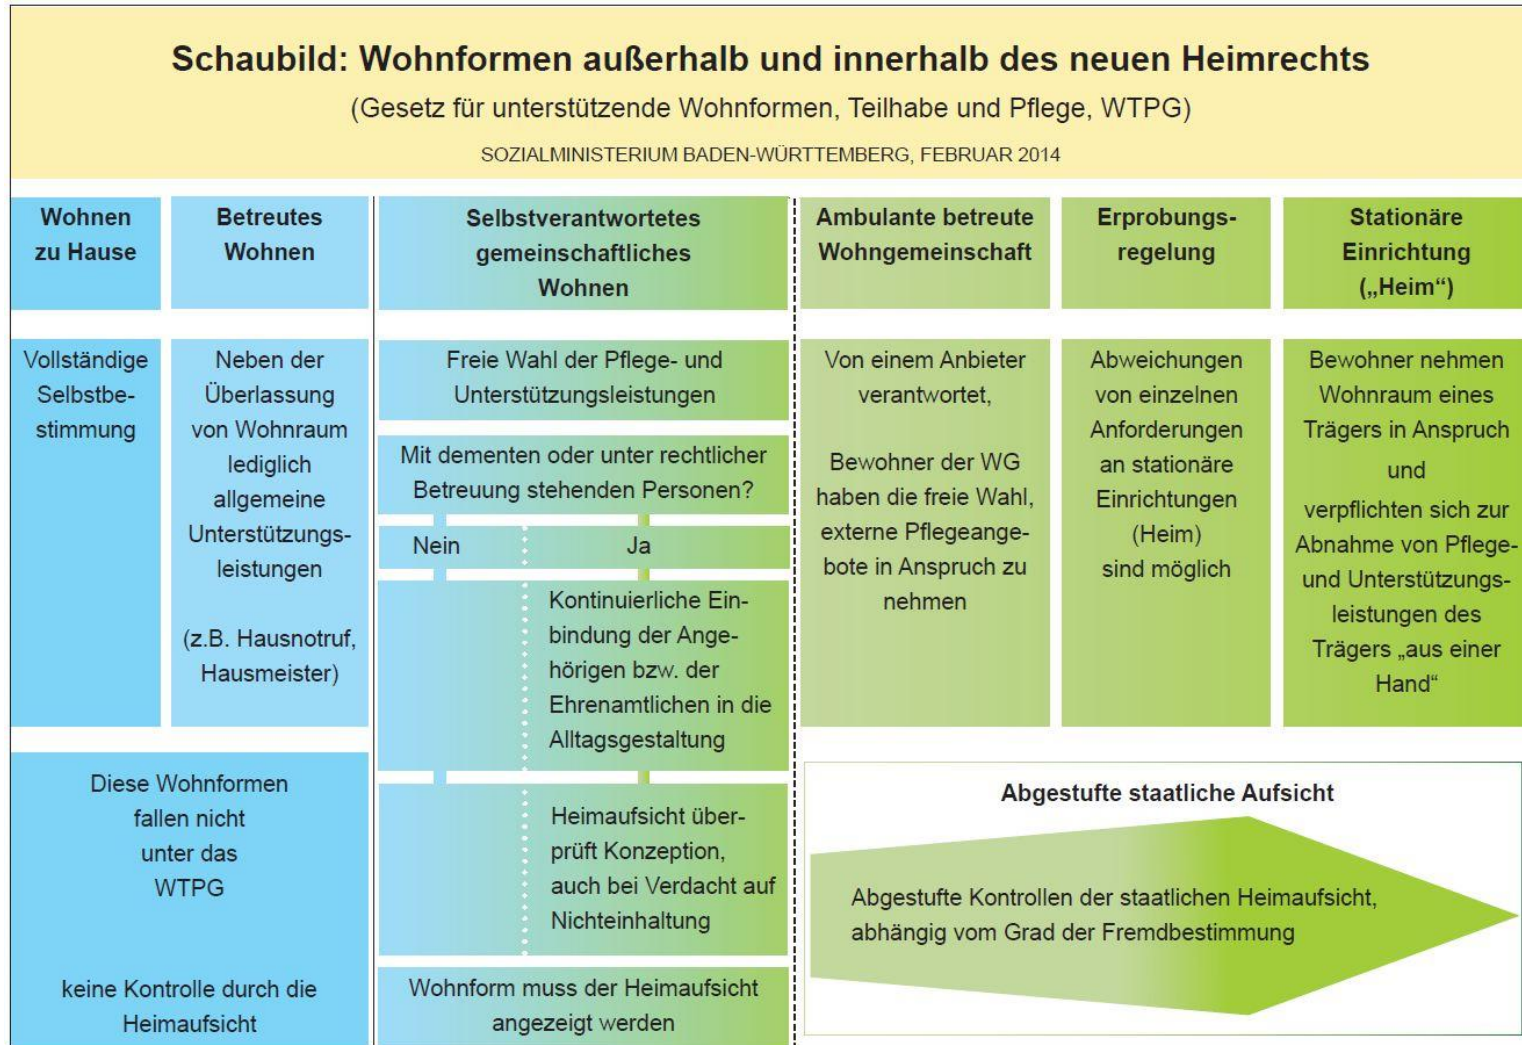 Schaubild: Wohnformen außerhalb und innerhalb des neuen Heimrechts
(Gesetz für unterstützende Wohnformen, Teilhabe und Pflege, WTPG)
SOZIALMINISTERIUM BADEN-WÜRTTEMBERG, FEBRUAR 2014
Wohnen
zu Hause
Betreutes
Wohnen
Selbstverantwortetes
gemeinschaftliches
Wohnen
Ambulante betreute
Wohngemeinschaft
Erprobungs-
regelung
Stationäre
Einrichtung
(„Heim“)
Vollständige
Selbstbe-
stimmung
Neben der
Überlassung
von Wohnraum
lediglich
allgemeine
Unterstützungs-
leistungen
(z.B. Hausnotruf,
Hausmeister)
Freie Wahl der Pflege- und
Unterstützungsleistungen
Mit dementen oder unter rechtlicher
Betreuung stehenden Personen?
Nein
Ja
Kontinuierliche Ein-
bindung der Ange-
hörigen bzw. der
Ehrenamtlichen in die
Alltagsgestaltung
Heimaufsicht über-
prüft Konzeption,
auch bei Verdacht auf
Nichteinhaltung
Wohnform muss der Heimaufsicht
angezeigt werden
Von einem Anbieter
verantwortet,
Bewohner der WG
haben die freie Wahl,
externe Pflegeange-
bote in Anspruch zu
nehmen
Abweichungen
von einzelnen
Anforderungen
an stationäre
Einrichtungen
(Heim)
sind möglich
Bewohner nehmen
Wohnraum eines
Trägers in Anspruch
und
verpflichten sich zur
Abnahme von Pflege-
und Unterstützungs-
leistungen des
Trägers „aus einer
Hand“
Diese Wohnformen
fallen nicht
unter das
WTPG
keine Kontrolle durch die
Heimaufsicht
Abgestufte staatliche Aufsicht
Abgestufte Kontrollen der staatlichen Heimaufsicht,
abhängig vom Grad der Fremdbestimmung